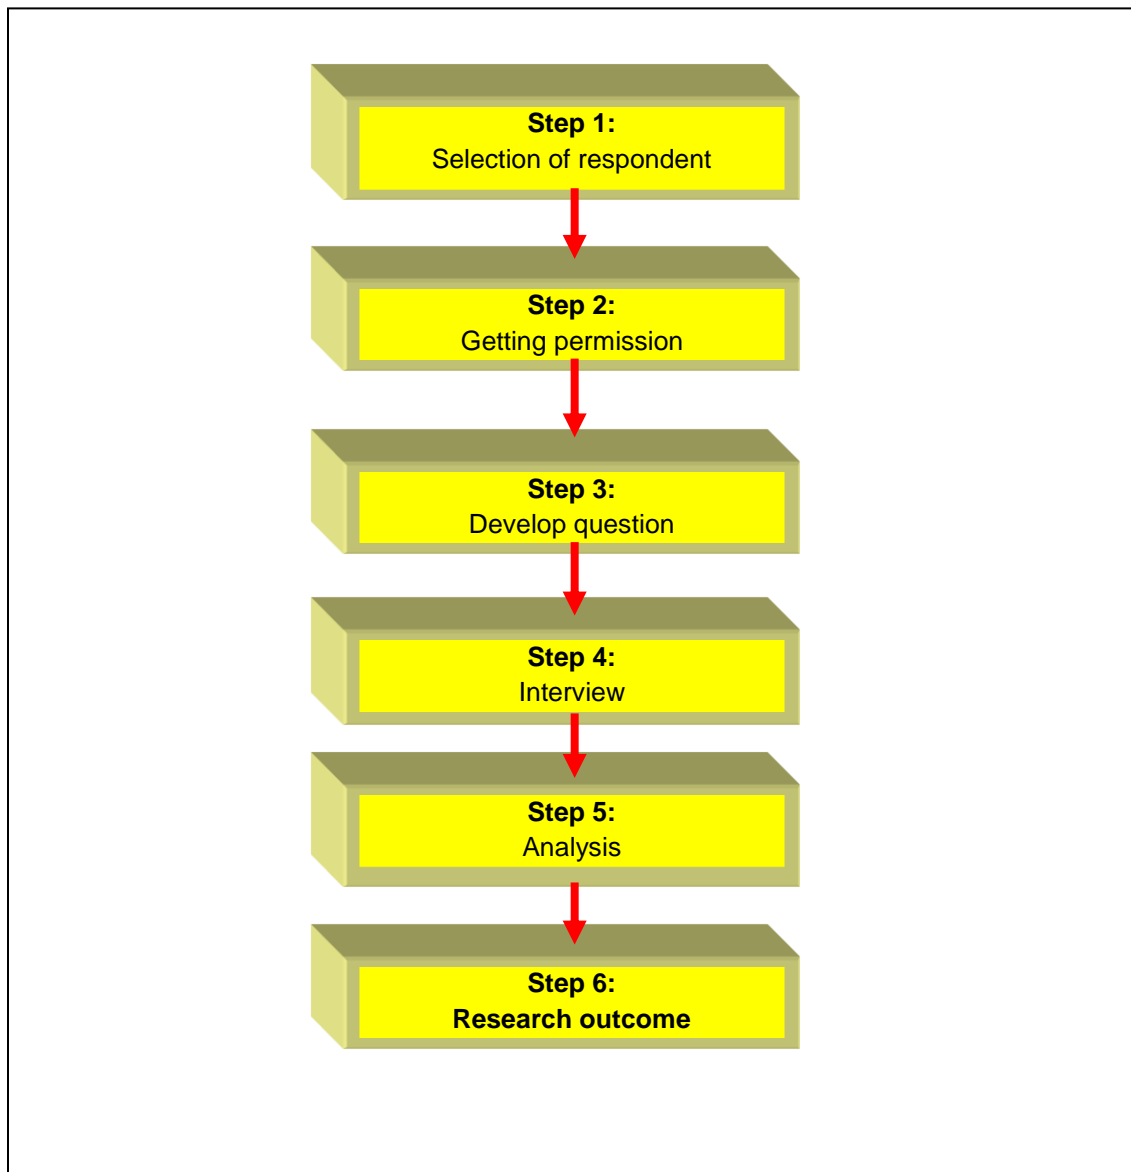 Step 1:
Selection of respondent
Step 2:
Getting permission
Step 3:
Develop question
Step 4:
Interview
Step 5:
Analysis
Step 6:
Research outcome